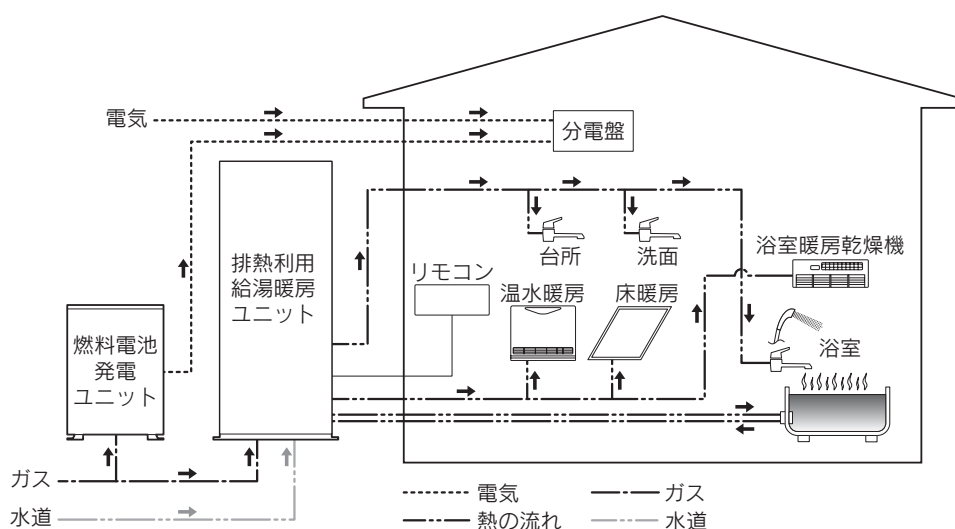 電気
分電盤
排熱利用
給湯暖房
ユニット
台所
洗面
浴室暖房乾燥機
リモコン
温水暖房
床暖房
浴室
燃料電池
発電
ユニット
ガス
水道
電気
ガス
熱の流れ
水道